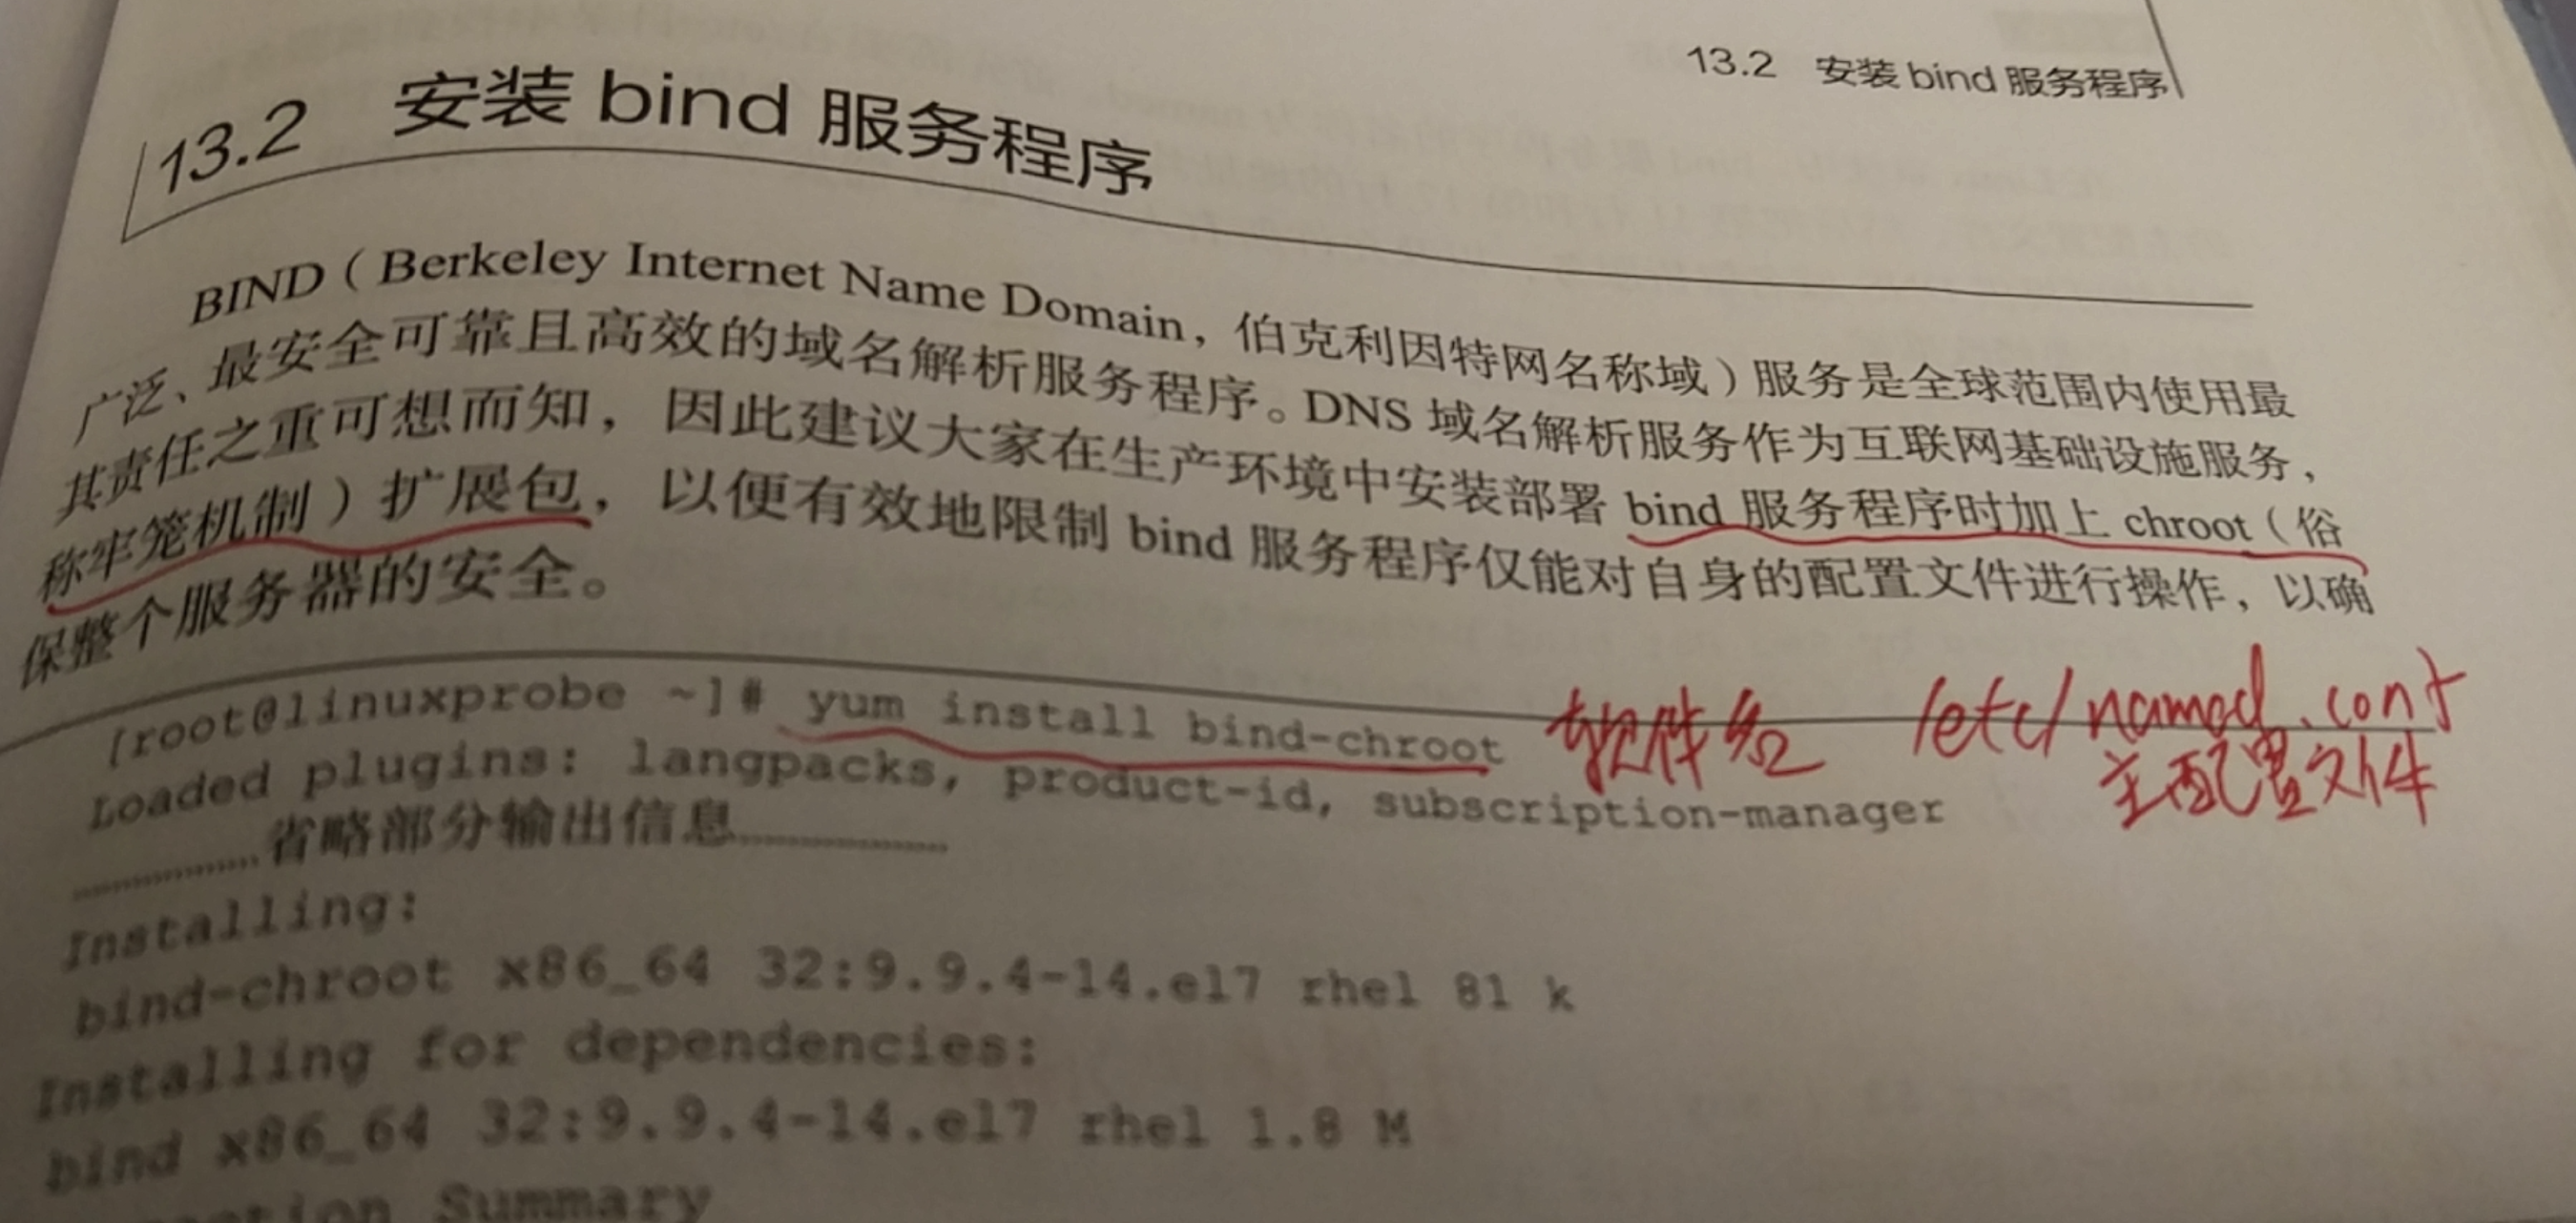 13.2 安装 bind 服务程序
13.2 安装 bind 服务程序
BIND（Berkeley Internet Name Domain，伯克利因特网名称域）服务是全球范围内使用最
广泛、最安全可靠且高效的域名解析服务程序。DNS 域名解析服务作为互联网基础设施服务，
其责任之重可想而知，因此建议大家在生产环境中安装部署 bind 服务程序时加上 chroot（俗
称牢笼机制）扩展包，以便有效地限制 bind 服务程序仅能对自身的配置文件进行操作，以确
保整个服务器的安全。
[root@linuxprobe ~]# yum install bind-chroot 软件包 /etc/named.conf
主配置文件
Loaded plugins: langpacks, product-id, subscription-manager
………………省略部分输出信息………………
Installing:
bind-chroot x86_64 32:9.9.4-14.el7 rhel 81 k
Installing for dependencies:
bind x86_64 32:9.9.4-14.el7 rhel 1.8 M
Summary